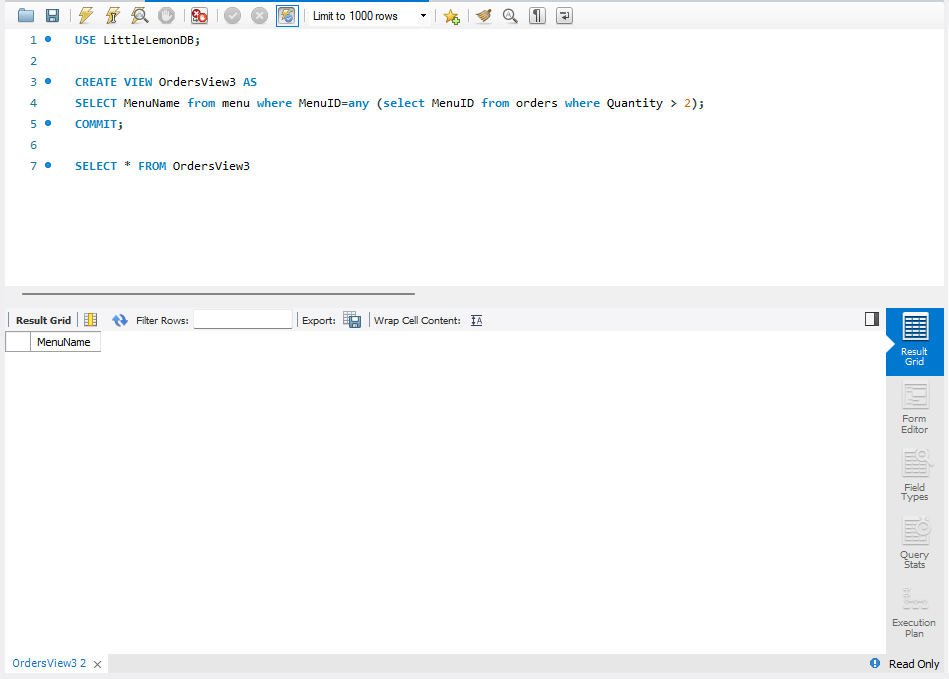 Limit to 1000 rows
1 USE LittleLemonDB;
2
3 CREATE VIEW OrdersView3 AS
4 SELECT MenuName from menu where MenuID=any (select MenuID from orders where Quantity > 2);
5 COMMIT;
6
7 SELECT * FROM OrdersView3
Result Grid Filter Rows: Export: Wrap Cell Content: IA
MenuName
Result
Grid
Form
Editor
Field
Types
Query
Stats
Execution
Plan
OrdersView3 2 Read Only